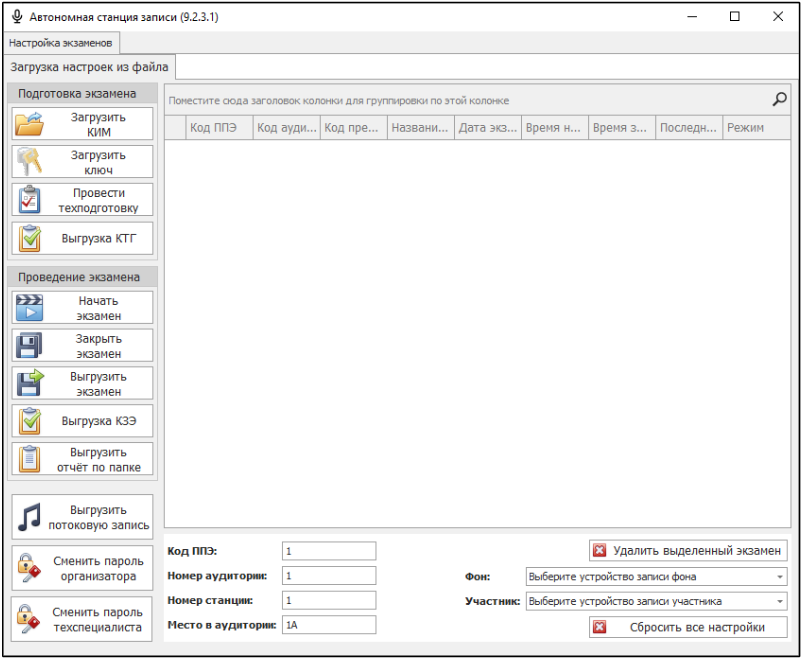 Автономная станция записи (9.2.3.1)
Настройка экзаменов
Загрузка настроек из файла
Подготовка экзамена
Загрузить
КИМ
Загрузить
ключ
Провести
техподготовку
Выгрузка КТГ
Проведение экзамена
Начать
экзамен
Закрыть
экзамен
Выгрузить
экзамен
Выгрузка КЗЭ
Выгрузить
отчёт по папке
Выгрузить
потоковую запись
Сменить пароль
организатора
Сменить пароль
техспециалиста
Поместите сюда заголовок колонки для группировки по этой колонке
Код ППЭ Код ауди... Код пре... Названи... Дата экз... Время н... Время з... Последн... Режим
Код ППЭ: 1
Номер аудитории: 1
Номер станции: 1
Место в аудитории: 1А
Удалить выделенный экзамен
Фон: Выберите устройство записи фона
Участник: Выберите устройство записи участника
Сбросить все настройки